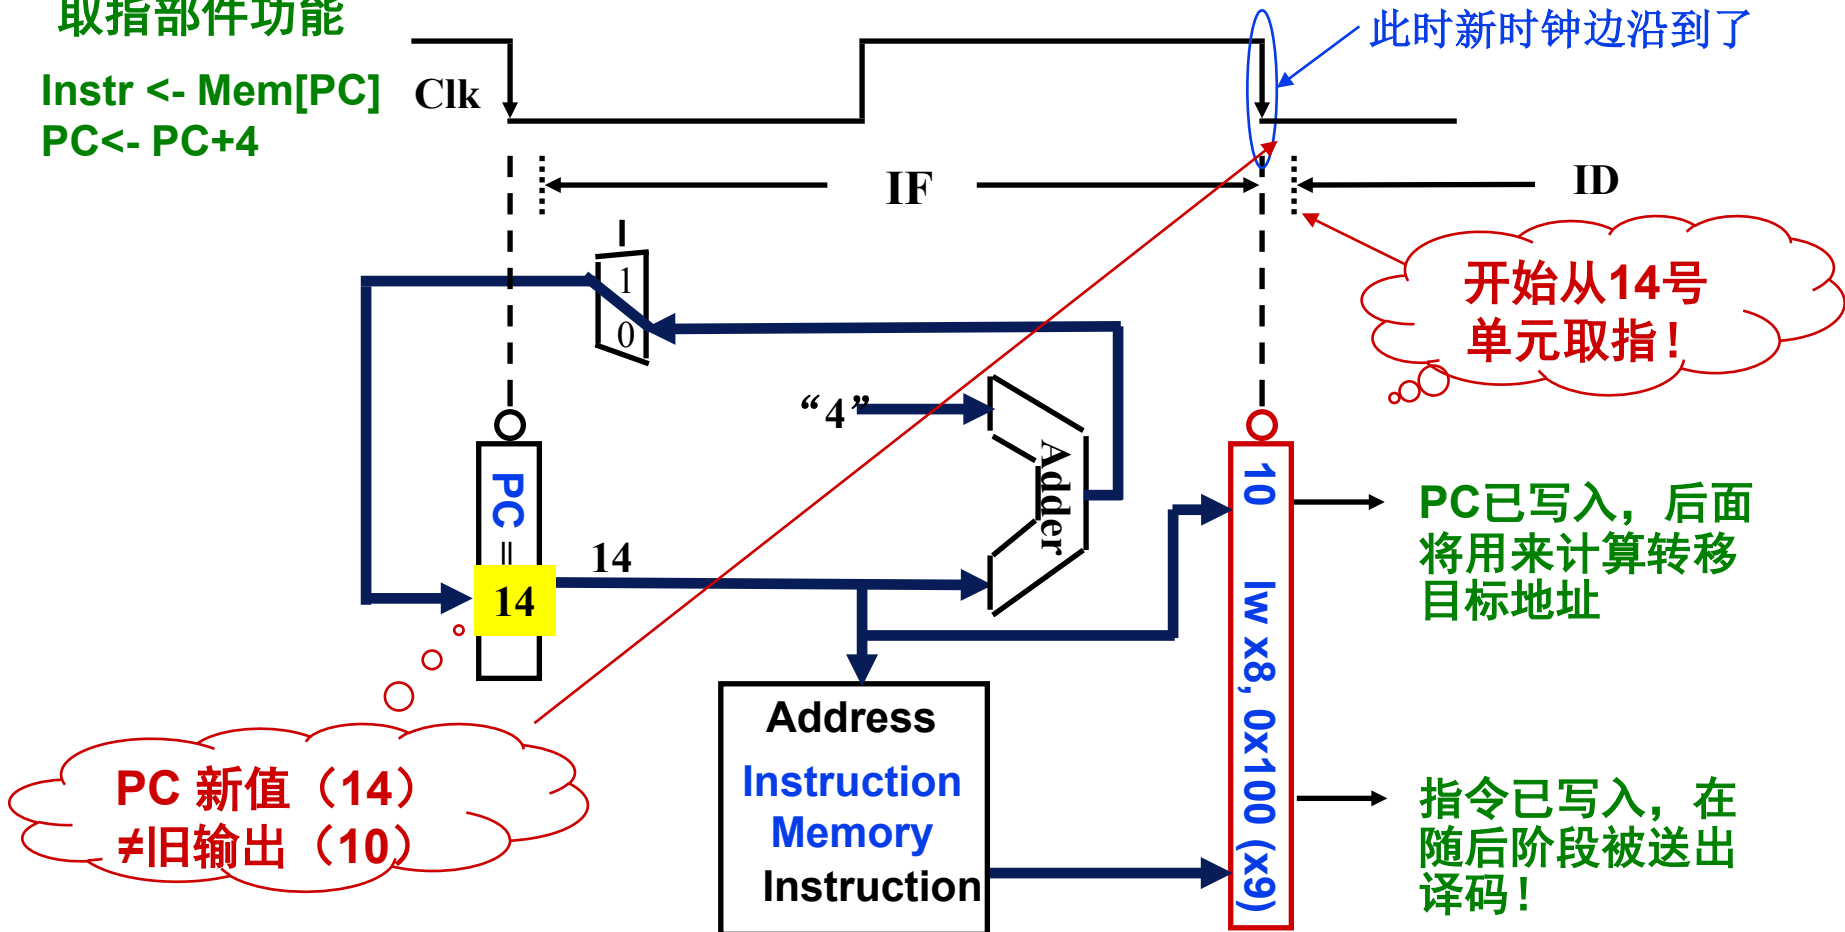 取指部件功能
Instr <- Mem[PC]
PC<- PC+4
Clk
此时新时钟边沿到了
IF
ID
开始从14号
单元取指！
1
0
“4”
Adder
PC =
14
14
10 lw x8, 0x100 (x9)
PC已写入，后面
将用来计算转移
目标地址
Address
Instruction
Memory
Instruction
PC 新值（14）
≠旧输出（10）
指令已写入，在
随后阶段被送出
译码！